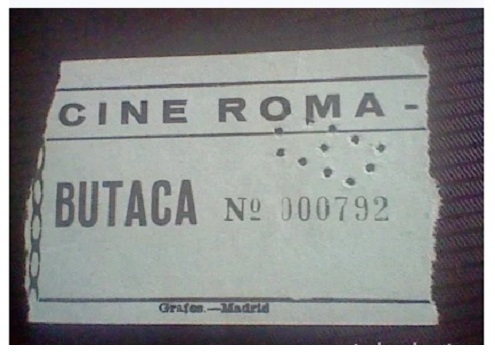 CINE ROMA -
BUTACA Nº 000792
Grafos.—Madrid